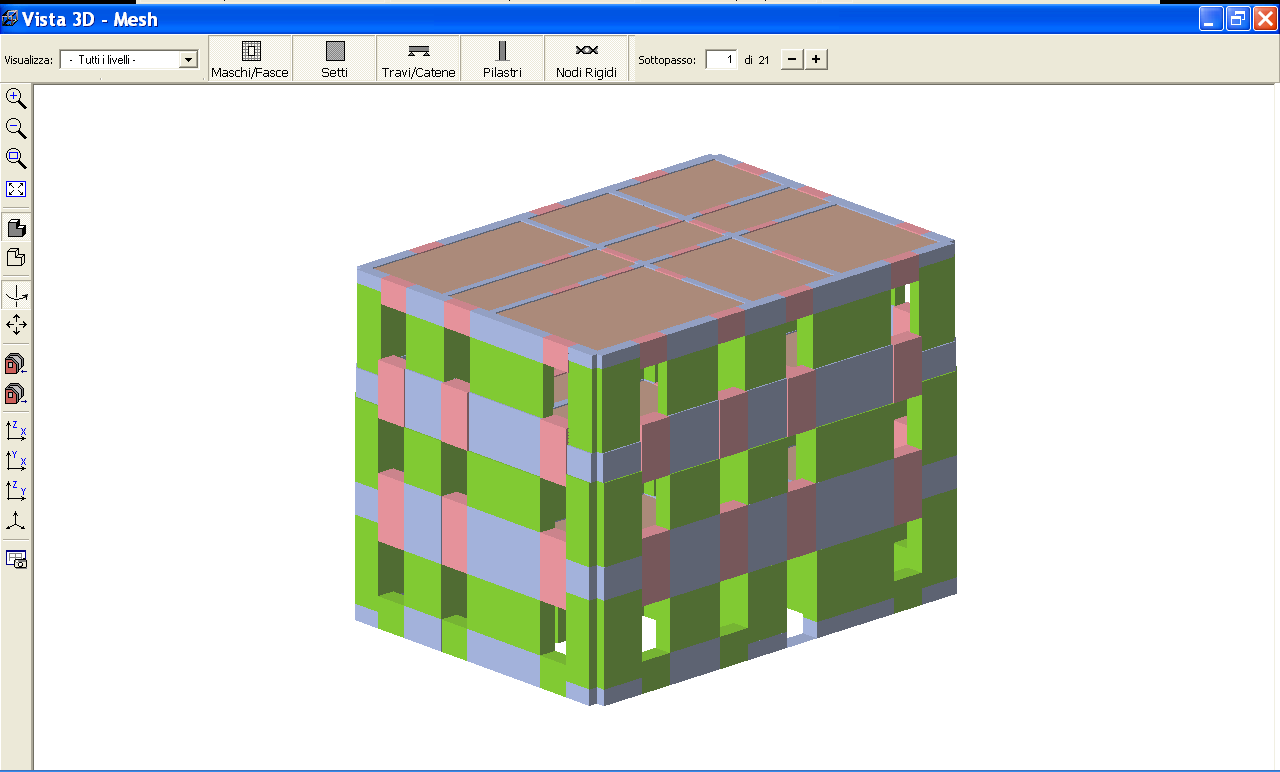 Vista 3D - Mesh
Visualizza: - Tutti i livelli - Maschi/Fasce Setti Travi/Catene Pilastri Nodi Rigidi Sottopasso: 1 di 21 - +
Z X
Y X
Z Y